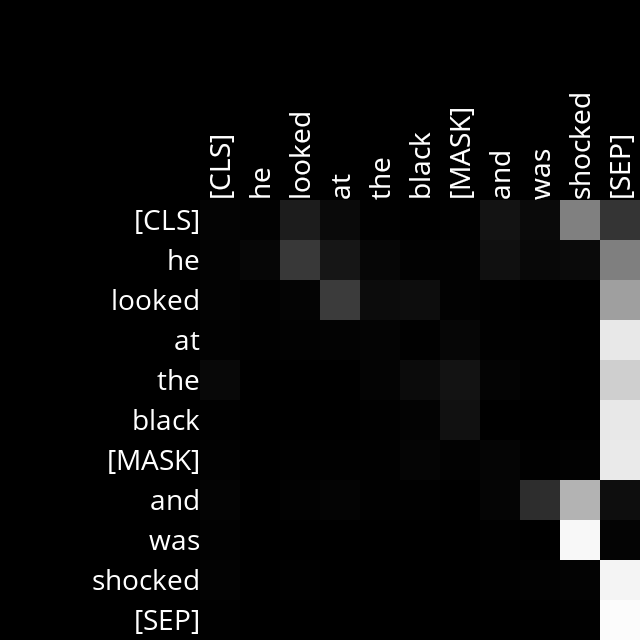 [CLS] he looked at the black [MASK] and was shocked [SEP]
[CLS]
he
looked
at
the
black
[MASK]
and
was
shocked
[SEP]